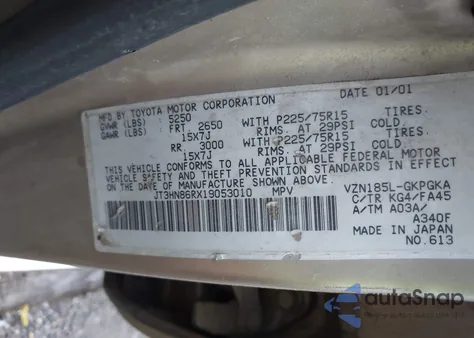 MFD BY TOYOTA MOTOR CORPORATION DATE 01/01
GVWR (LBS) 5250
GAWR (LBS) FRT 2650 WITH P225/75R15 TIRES.
15X7J RIMS. AT 29PSI COLD.
RR. 3000 WITH P225/75R15 TIRES.
15X7J RIMS. AT 29PSI COLD.
THIS VEHICLE CONFORMS TO ALL APPLICABLE FEDERAL MOTOR
VEHICLE SAFETY AND THEFT PREVENTION STANDARDS IN EFFECT
ON THE DATE OF MANUFACTURE SHOWN ABOVE.
JT3HN86RX19053010 MPV VZN185L-GKPGKA
C/TR KG4/FA45
A/TM A03A/
A340F
MADE IN JAPAN
NO.613
autoSnap